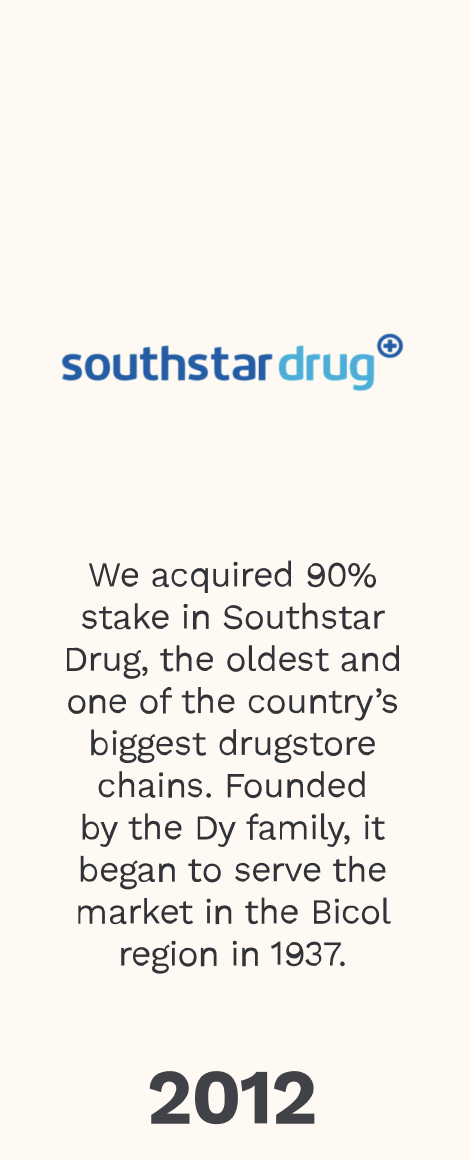 southstar drug
We acquired 90%
stake in Southstar
Drug, the oldest and
one of the country’s
biggest drugstore
chains. Founded
by the Dy family, it
began to serve the
market in the Bicol
region in 1937.
2012